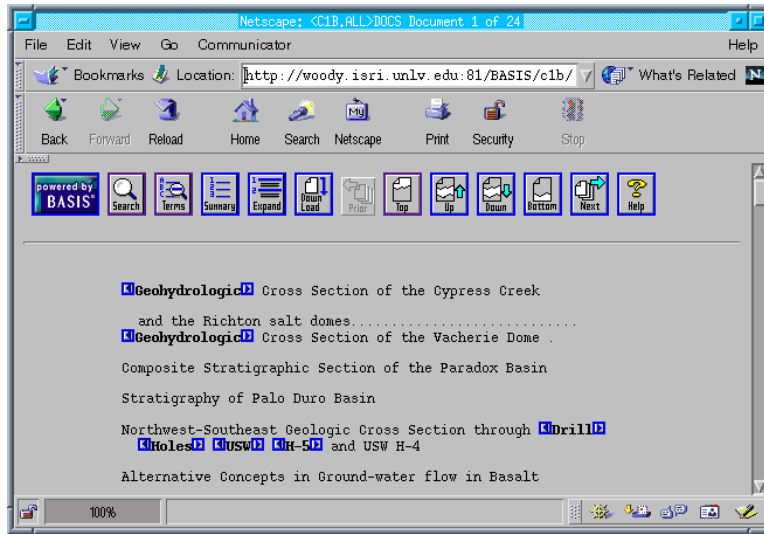 Netscape: <C1B.ALL>DOCS Document 1 of 24
File Edit View Go Communicator Help
Bookmarks Location: http://woody.isri.unlv.edu:81/BASIS/c1b/ What's Related N
Back Forward Reload Home Search Netscape Print Security Stop
My
powered by
BASIS
Search Terms Summary Expand Down Load Prior Top Up Down Bottom Next Help
Geohydrologic Cross Section of the Cypress Creek
and the Richton salt domes............................
Geohydrologic Cross Section of the Vacherie Dome .
Composite Stratigraphic Section of the Paradox Basin
Stratigraphy of Palo Duro Basin
Northwest-Southeast Geologic Cross Section through Drill
Holes USW H-5 and USW H-4
Alternative Concepts in Ground-water flow in Basalt
100%